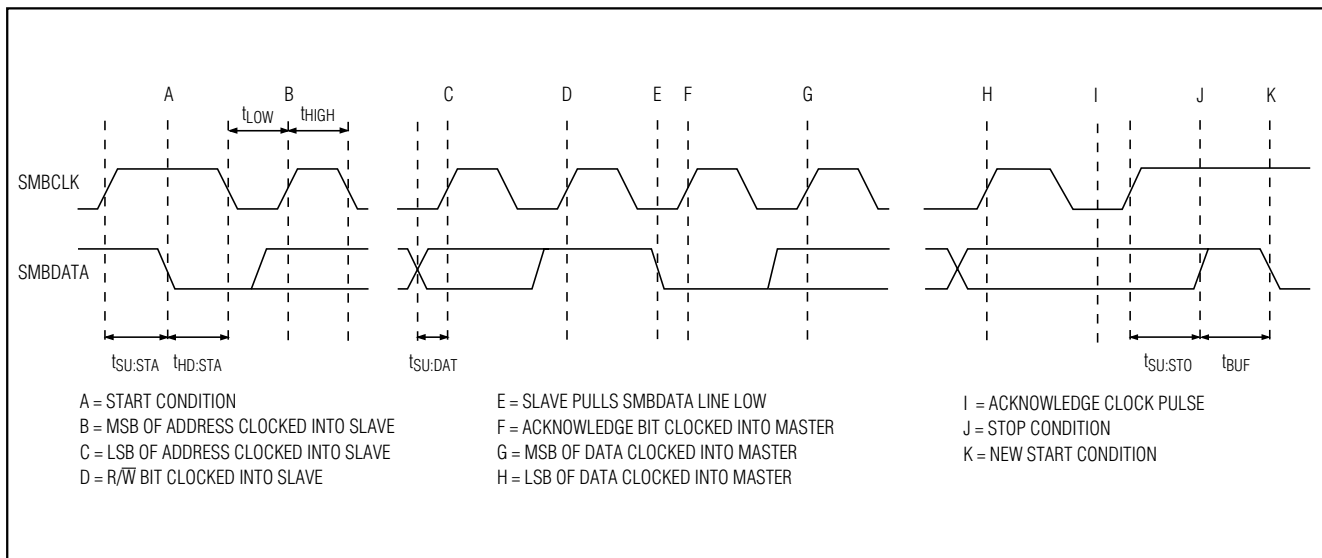 A B C D E F G H I J K
tLOW tHIGH
SMBCLK
SMBDATA
tSU:STA tHD:STA tSU:DAT tSU:STO tBUF
A = START CONDITION
B = MSB OF ADDRESS CLOCKED INTO SLAVE
C = LSB OF ADDRESS CLOCKED INTO SLAVE
D = R/W̅ BIT CLOCKED INTO SLAVE
E = SLAVE PULLS SMBDATA LINE LOW
F = ACKNOWLEDGE BIT CLOCKED INTO MASTER
G = MSB OF DATA CLOCKED INTO MASTER
H = LSB OF DATA CLOCKED INTO MASTER
I = ACKNOWLEDGE CLOCK PULSE
J = STOP CONDITION
K = NEW START CONDITION